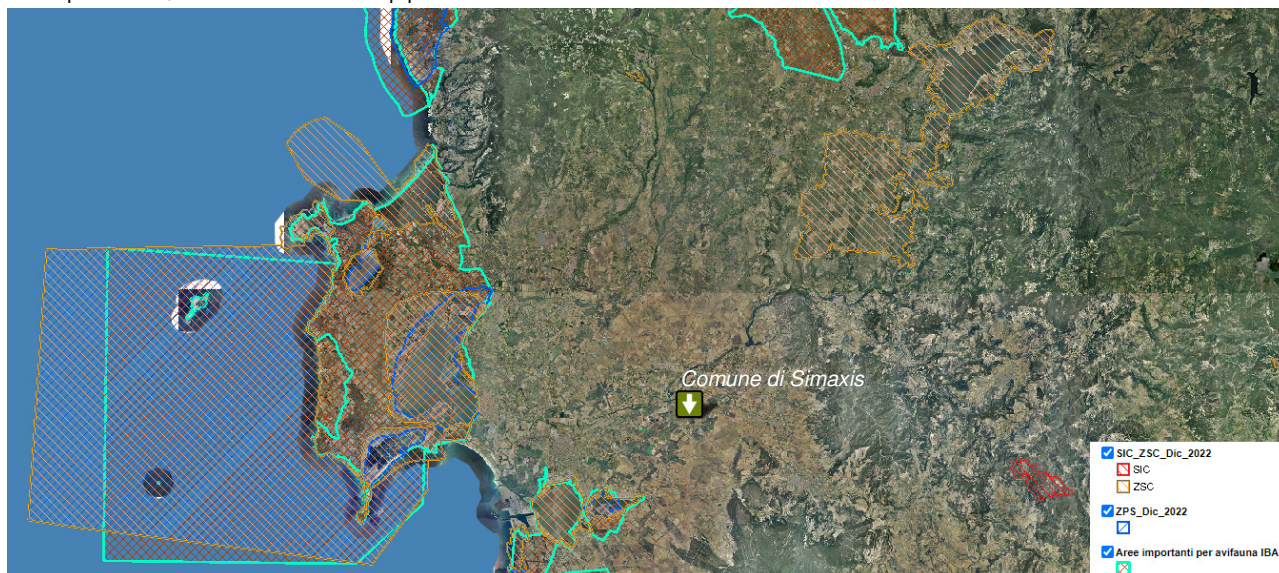 Comune di Simaxis
SIC_ZSC_Dic_2022
SIC
ZSC
ZPS_Dic_2022
Aree importanti per avifauna IBA